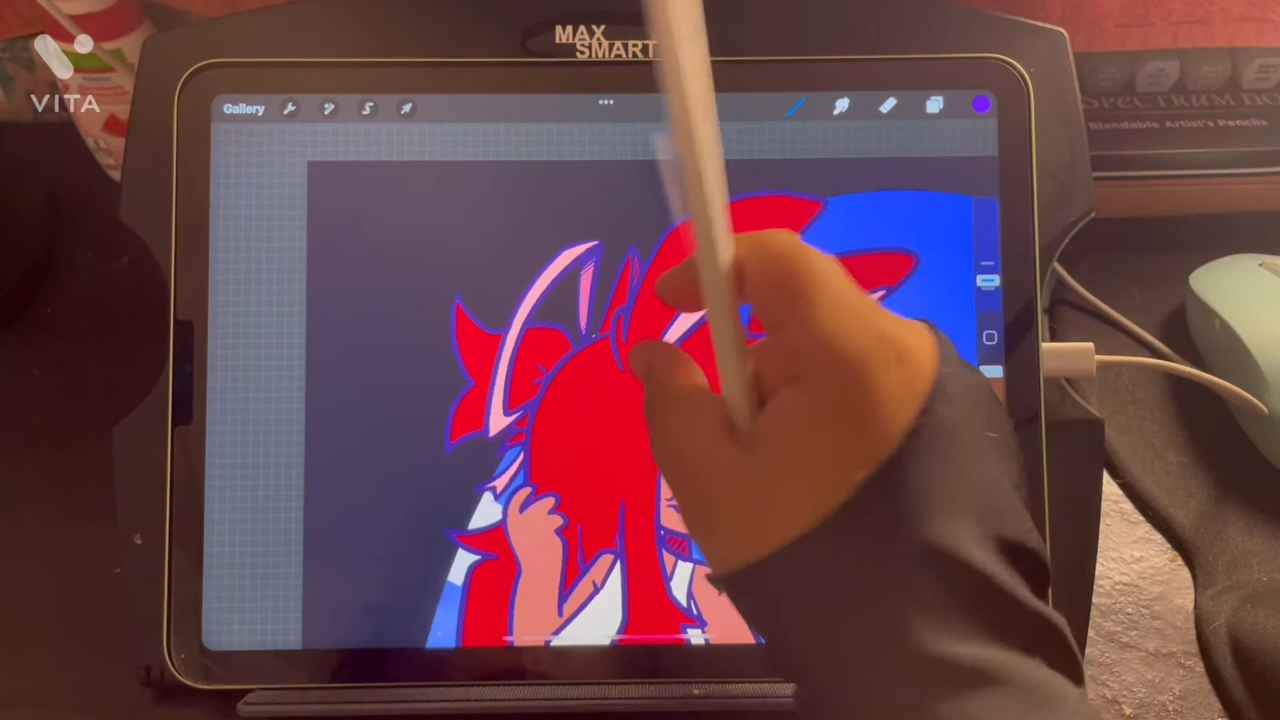 VITA
MAX
SMART
Gallery
SPECTRUM NO
Blendable Artist's Pencils